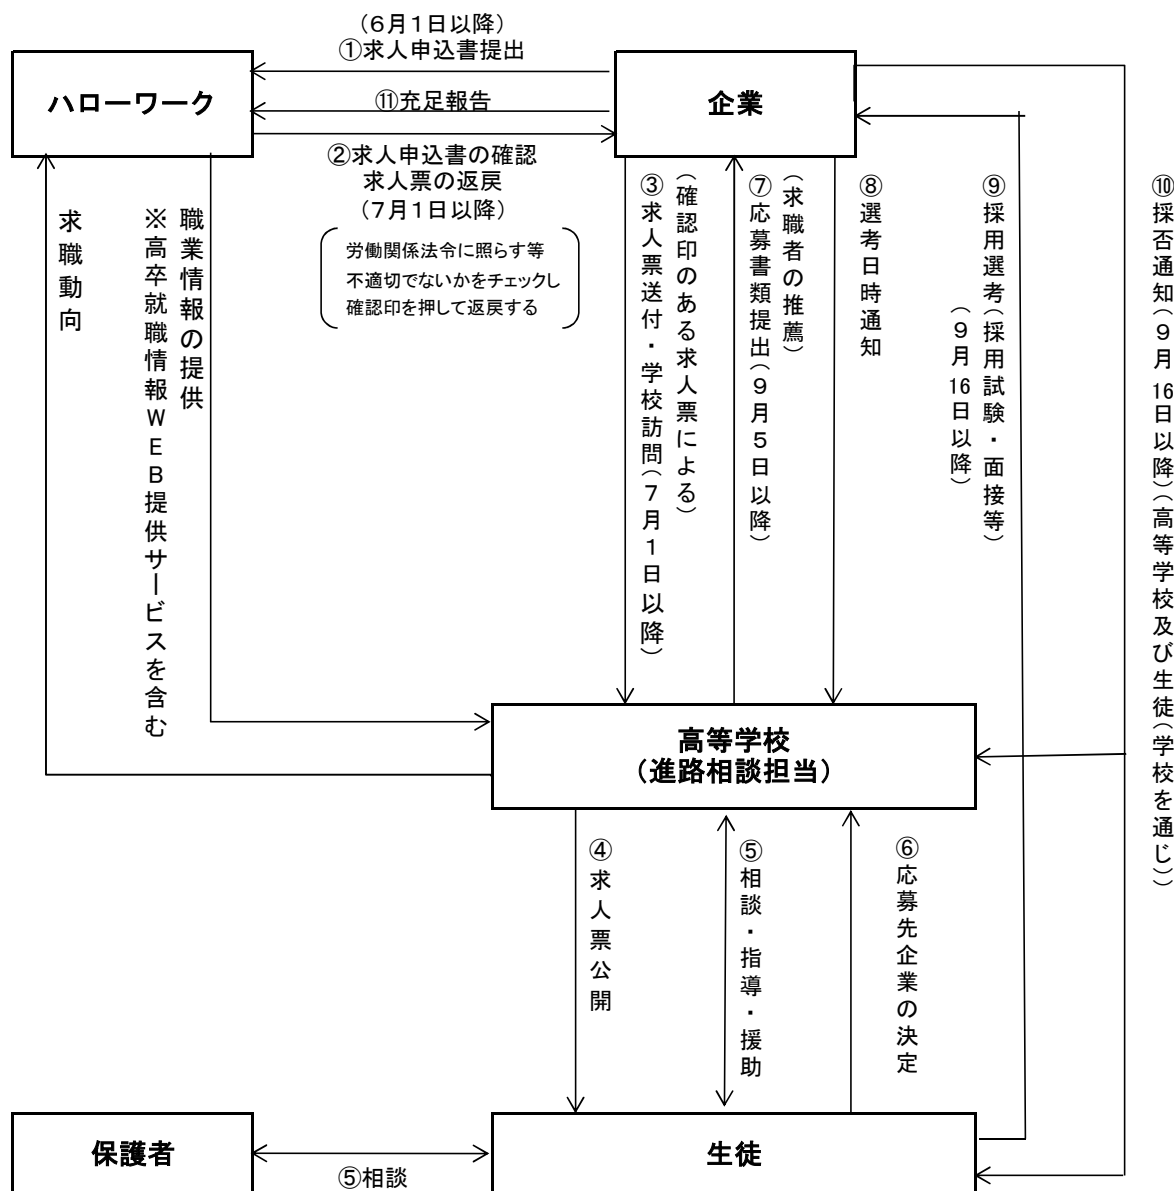 （６月１日以降）
①求人申込書提出
ハローワーク
企業
⑪充足報告
②求人申込書の確認
求人票の返戻
（７月１日以降）
労働関係法令に照らす等
不適切でないかをチェックし
確認印を押して返戻する
求職動向
職業情報の提供
※高卒就職情報ＷＥＢ提供サービスを含む
（確認印のある求人票による）
③求人票送付・学校訪問（７月１日以降）
（求職者の推薦）
⑦応募書類提出（９月５日以降）
⑧選考日時通知
⑨採用選考（採用試験・面接等）
（９月16日以降）
⑩採否通知（９月16日以降）（高等学校及び生徒（学校を通じ））
高等学校
（進路相談担当）
④求人票公開
⑤相談・指導・援助
⑥応募先企業の決定
保護者
⑤相談
生徒